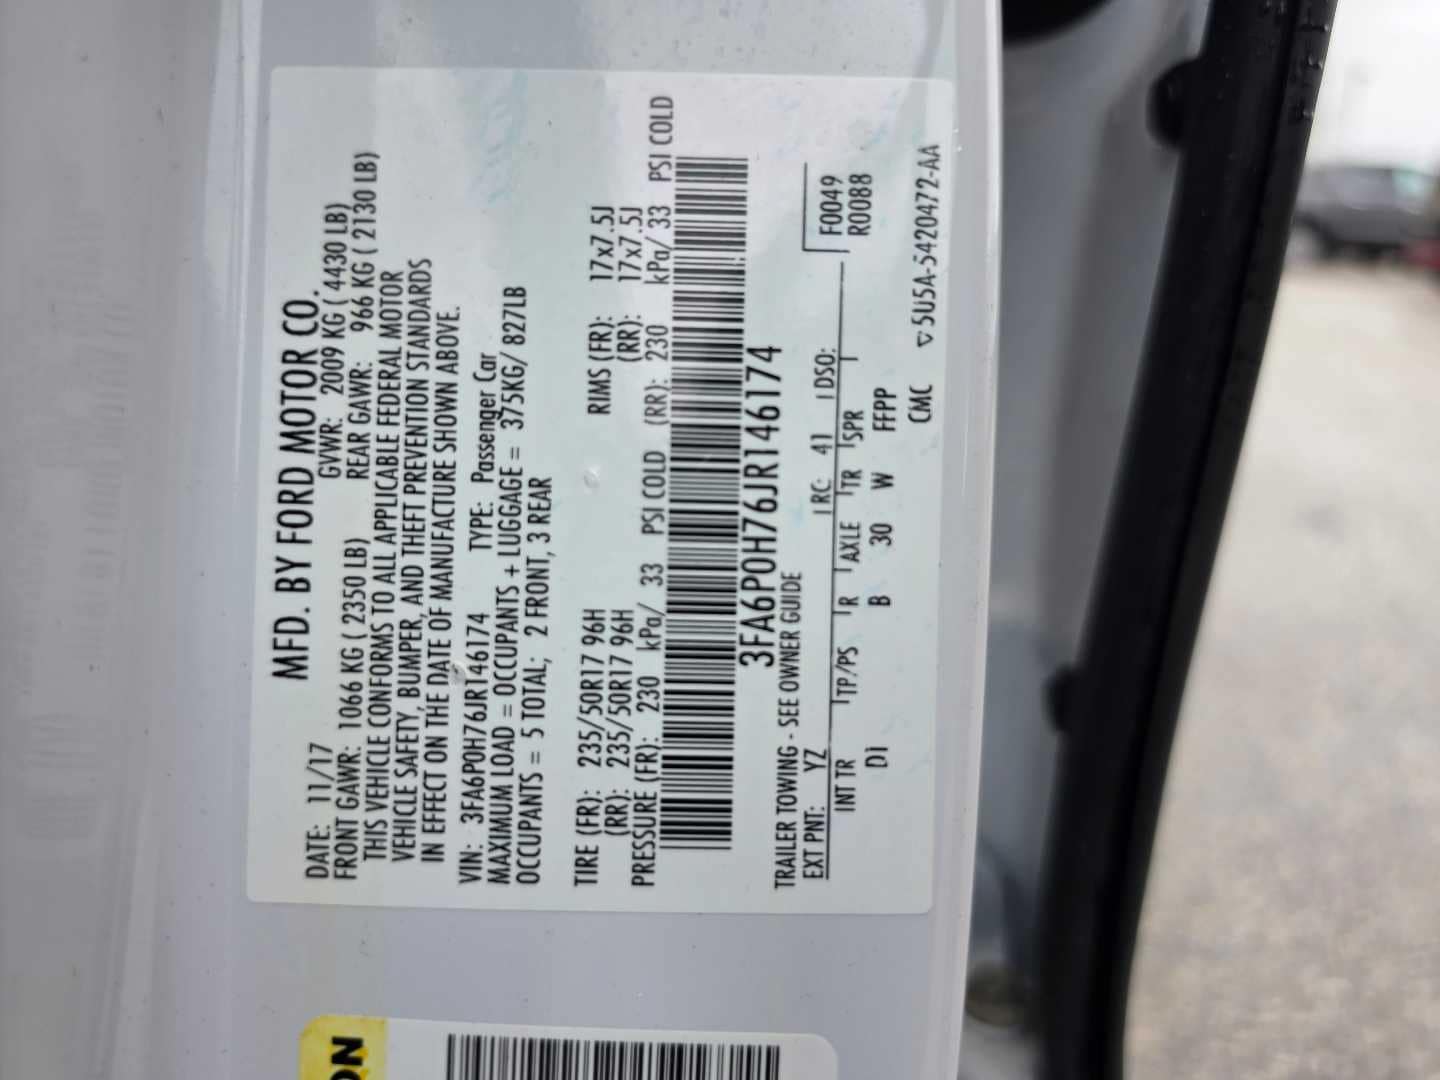 MFD. BY FORD MOTOR CO.
DATE: 11/17 GVWR: 2009 KG ( 4430 LB)
FRONT GAWR: 1066 KG ( 2350 LB) REAR GAWR: 966 KG ( 2130 LB)
THIS VEHICLE CONFORMS TO ALL APPLICABLE FEDERAL MOTOR
VEHICLE SAFETY, BUMPER, AND THEFT PREVENTION STANDARDS
IN EFFECT ON THE DATE OF MANUFACTURE SHOWN ABOVE.
VIN: 3FA6P0H76JR146174 TYPE: Passenger Car
MAXIMUM LOAD = OCCUPANTS + LUGGAGE = 375KG/ 827LB
OCCUPANTS = 5 TOTAL; 2 FRONT, 3 REAR
TIRE (FR): 235/50R17 96H RIMS (FR): 17x7.5J
(RR): 235/50R17 96H (RR): 17x7.5J
PRESSURE (FR): 230 kPa/ 33 PSI COLD (RR): 230 kPa/ 33 PSI COLD
3FA6P0H76JR146174
TRAILER TOWING - SEE OWNER GUIDE F0049
EXT PNT: YZ RC: 41 DSO: R0088
INT TR TP/PS R AXLE TR SPR
DI B 30 W FFPP
CMC ▽5U5A-5420472-AA
ON